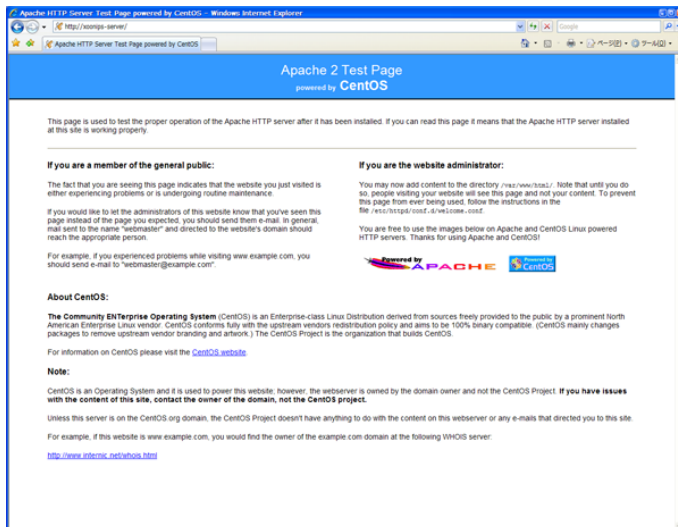 Apache HTTP Server Test Page powered by CentOS - Windows Internet Explorer
http://xoonips-server/
Google
Apache HTTP Server Test Page powered by CentOS
ページ(P)
ツール(O)
Apache 2 Test Page
powered by CentOS
This page is used to test the proper operation of the Apache HTTP server after it has been installed. If you can read this page it means that the Apache HTTP server installed
at this site is working properly.
If you are a member of the general public:
The fact that you are seeing this page indicates that the website you just visited is
either experiencing problems or is undergoing routine maintenance.
If you would like to let the administrators of this website know that you've seen this
page instead of the page you expected, you should send them e-mail. In general,
mail sent to the name "webmaster" and directed to the website's domain should
reach the appropriate person.
For example, if you experienced problems while visiting www.example.com, you
should send e-mail to "webmaster@example.com".
If you are the website administrator:
You may now add content to the directory /var/www/html/. Note that until you do
so, people visiting your website will see this page and not your content. To prevent
this page from ever being used, follow the instructions in the
file /etc/httpd/conf.d/welcome.conf.
You are free to use the images below on Apache and CentOS Linux powered
HTTP servers. Thanks for using Apache and CentOS!
Powered by
APACHE
Powered by
CentOS
About CentOS:
The Community ENTerprise Operating System (CentOS) is an Enterprise-class Linux Distribution derived from sources freely provided to the public by a prominent North
American Enterprise Linux vendor. CentOS conforms fully with the upstream vendors redistribution policy and aims to be 100% binary compatible. (CentOS mainly changes
packages to remove upstream vendor branding and artwork.) The CentOS Project is the organization that builds CentOS.
For information on CentOS please visit the CentOS website.
Note:
CentOS is an Operating System and it is used to power this website; however, the webserver is owned by the domain owner and not the CentOS Project. If you have issues
with the content of this site, contact the owner of the domain, not the CentOS project.
Unless this server is on the CentOS.org domain, the CentOS Project doesn't have anything to do with the content on this webserver or any e-mails that directed you to this site.
For example, if this website is www.example.com, you would find the owner of the example.com domain at the following WHOIS server:
http://www.internic.net/whois.html